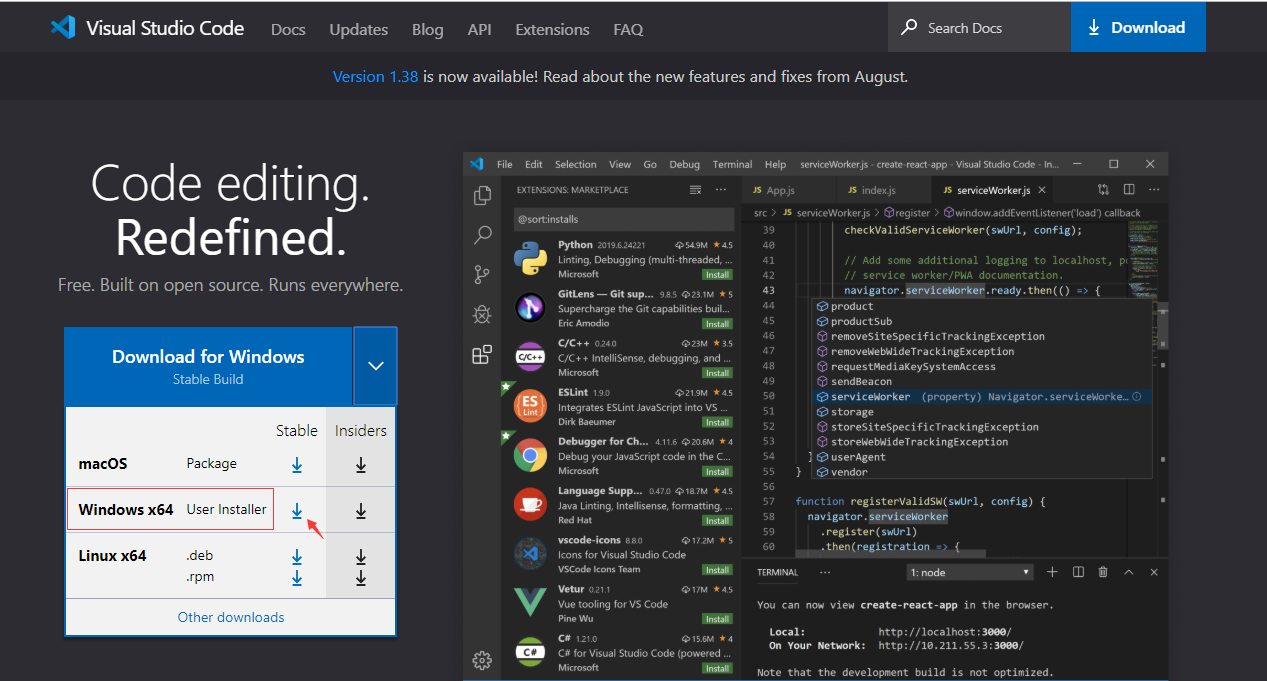 Visual Studio Code Docs Updates Blog API Extensions FAQ Search Docs Download
Version 1.38 is now available! Read about the new features and fixes from August.
Code editing.
Redefined.
Free. Built on open source. Runs everywhere.
Download for Windows
Stable Build
Stable Insiders
macOS Package
Windows x64 User Installer
Linux x64 .deb
.rpm
Other downloads
File Edit Selection View Go Debug Terminal Help serviceWorker.js - create-react-app - Visual Studio Code - In...
EXTENSIONS: MARKETPLACE
@sort:installs
Python 2019.6.24221 54.9M 4.5
Linting, Debugging (multi-threaded, ...
Microsoft Install
GitLens — Git sup... 9.8.5 23.1M 5
Supercharge the Git capabilities buil...
Eric Amodio Install
C/C++
C/C++ 0.24.0 23M 3.5
C/C++ IntelliSense, debugging, and ...
Microsoft Install
ES
Lint
ESLint 1.9.0 21.9M 4.5
Integrates ESLint JavaScript into VS ...
Dirk Baeumer Install
Debugger for Ch... 4.11.6 20.6M 4
Debug your JavaScript code in the C...
Microsoft Install
Language Supp... 0.47.0 18.7M 4.5
Java Linting, Intellisense, formatting, ...
Red Hat Install
vscode-icons 8.8.0 17.2M 5
Icons for Visual Studio Code
VSCode Icons Team Install
Vetur 0.21.1 17M 4.5
Vue tooling for VS Code
Pine Wu Install
C#
C# 1.21.0 15.6M 4
C# for Visual Studio Code (powered ...
Microsoft Install
JS App.js JS index.js JS serviceWorker.js
src > JS serviceWorker.js > register > window.addEventListener('load') callback
39 checkValidServiceWorker(swUrl, config);
40
41 // Add some additional logging to localhost,
42 // service worker/PWA documentation.
43 navigator.serviceWorker.ready.then(() => {
44 product
45 productSub
46 removeSiteSpecificTrackingException
47 removeWebWideTrackingException
48 requestMediaKeySystemAccess
49 sendBeacon
50 serviceWorker (property) Navigator.serviceWorke...
51 storage
52 storeSiteSpecificTrackingException
53 storeWebWideTrackingException
54 } userAgent
55 } vendor
56
57 function registerValidSW(swUrl, config) {
58 navigator.serviceWorker
59 .register(swUrl)
60 .then(registration => {
TERMINAL ... 1: node
You can now view create-react-app in the browser.
Local: http://localhost:3000/
On Your Network: http://10.211.55.3:3000/
Note that the development build is not optimized.